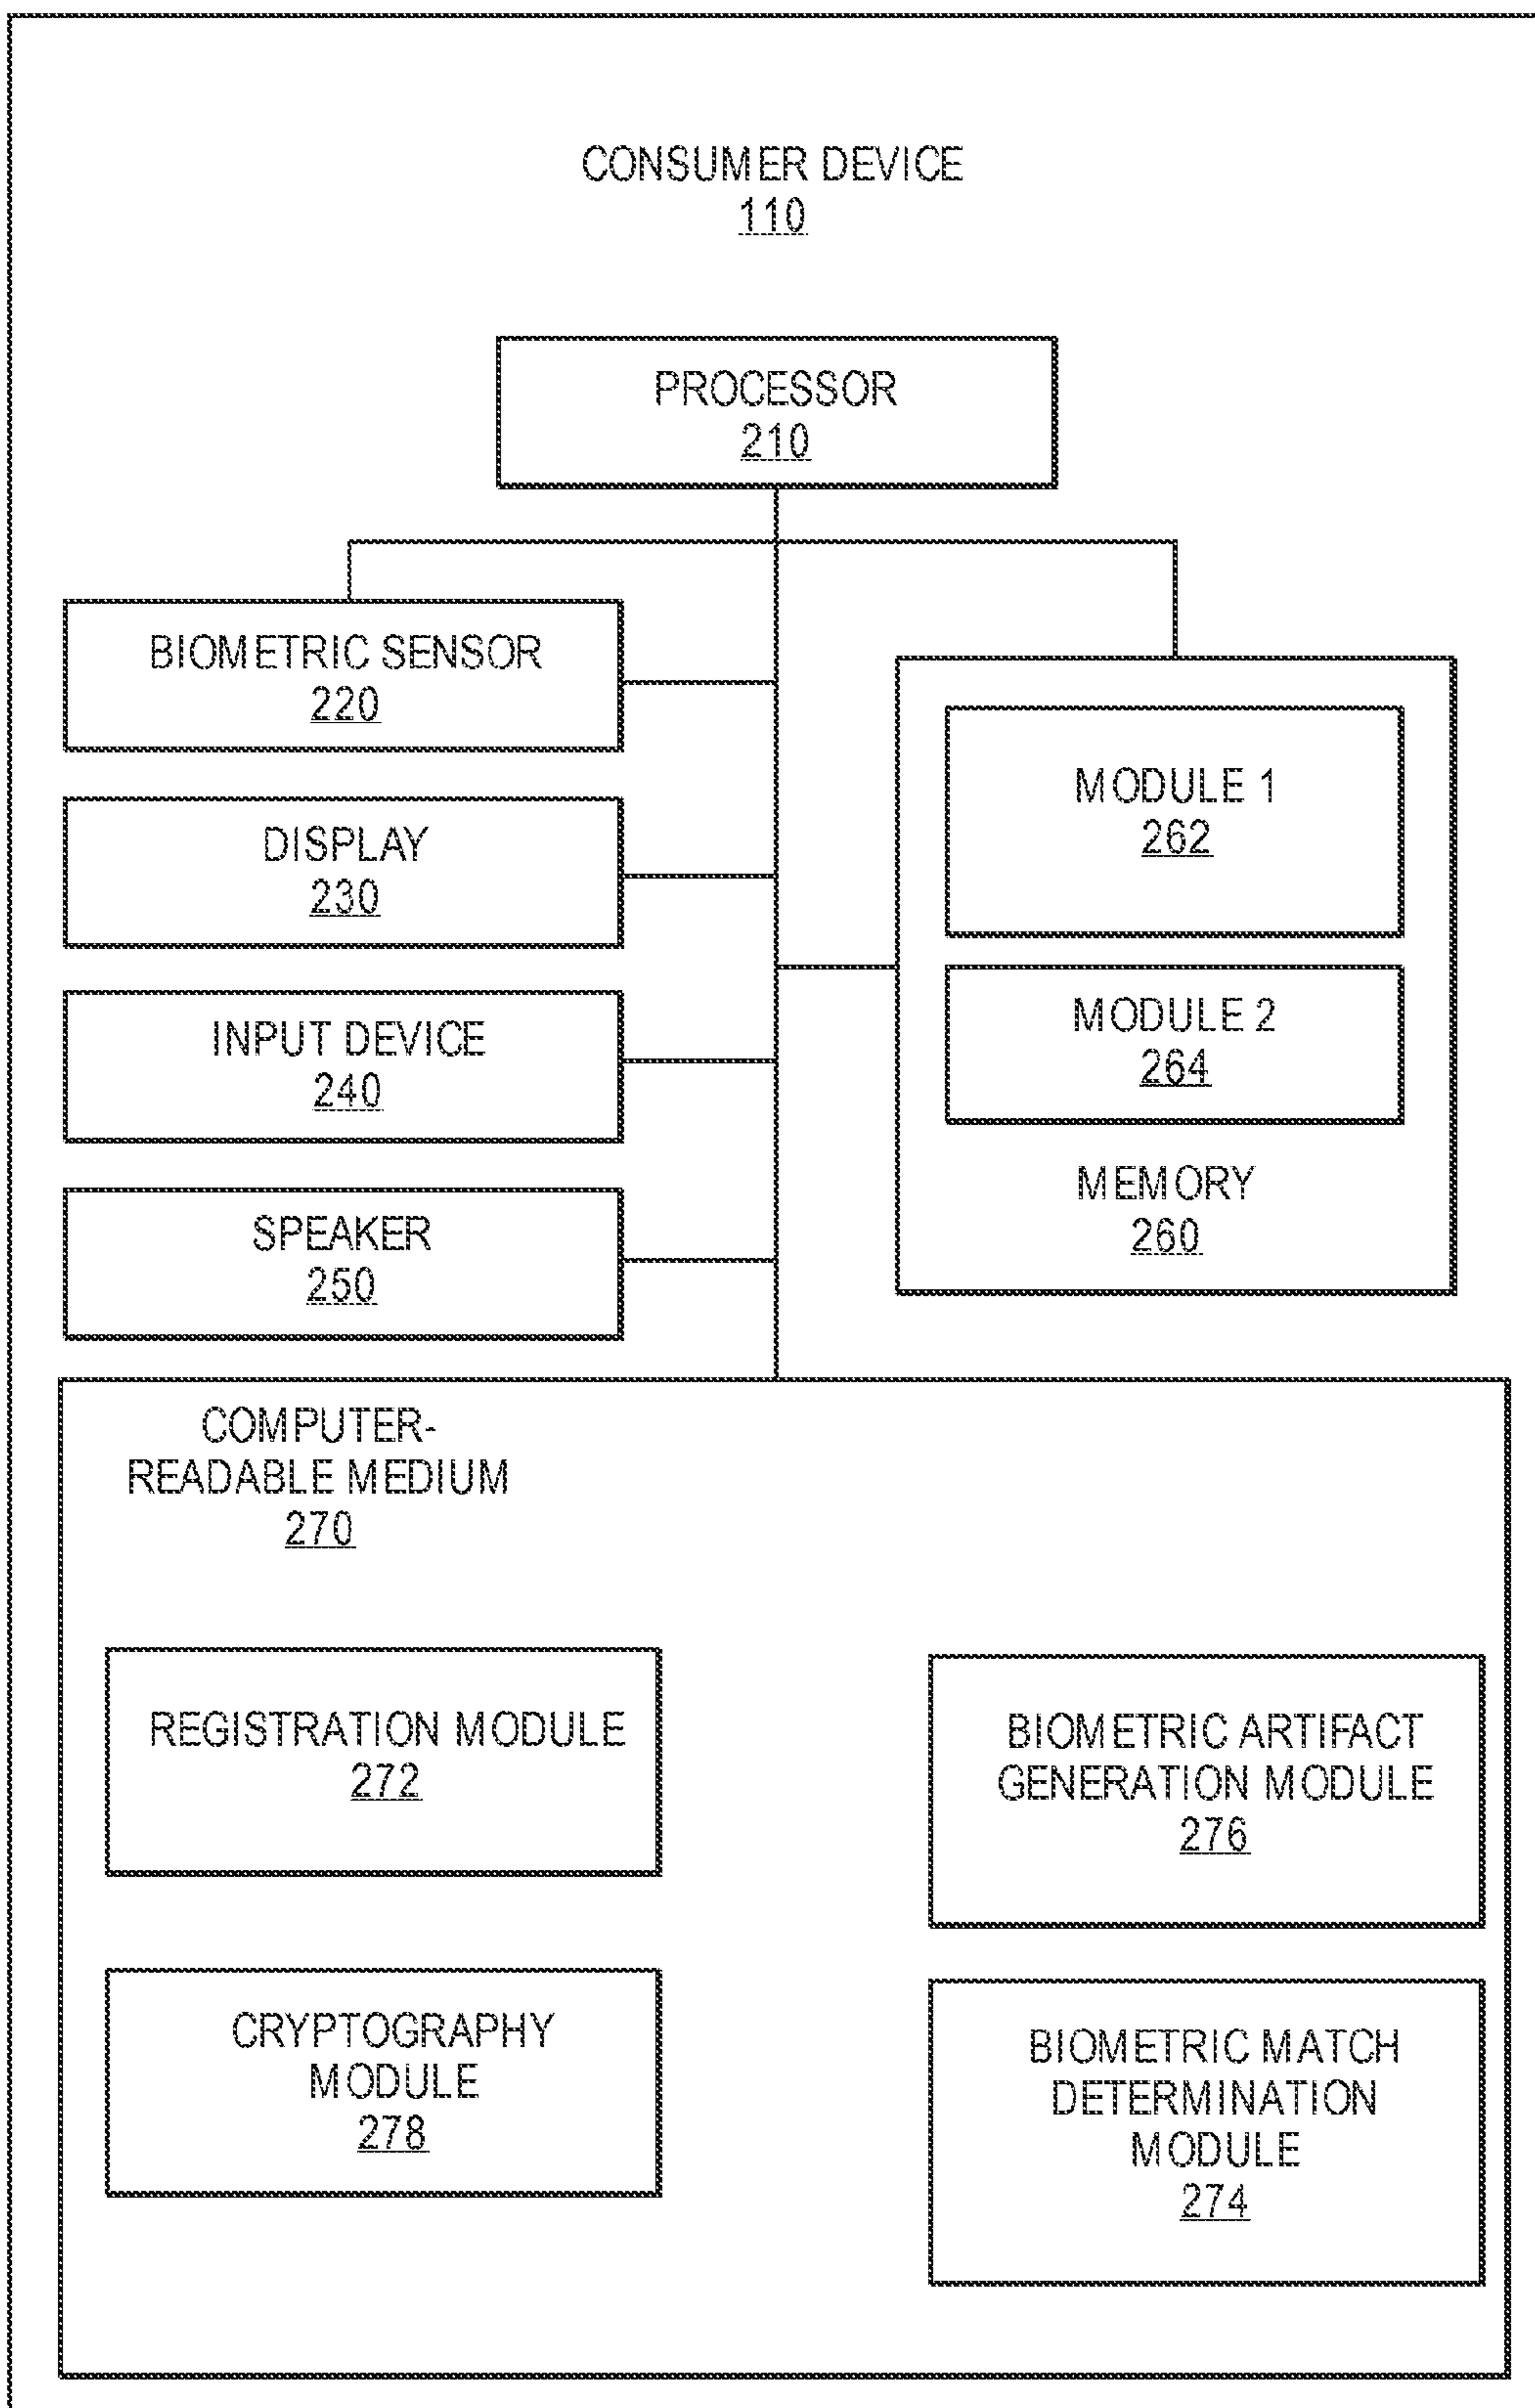 CONSUMER DEVICE
110
PROCESSOR
210
BIOMETRIC SENSOR
220
DISPLAY
230
INPUT DEVICE
240
SPEAKER
250
MODULE 1
262
MODULE 2
264
MEMORY
260
COMPUTER-
READABLE MEDIUM
270
REGISTRATION MODULE
272
BIOMETRIC ARTIFACT
GENERATION MODULE
276
CRYPTOGRAPHY
MODULE
278
BIOMETRIC MATCH
DETERMINATION
MODULE
274